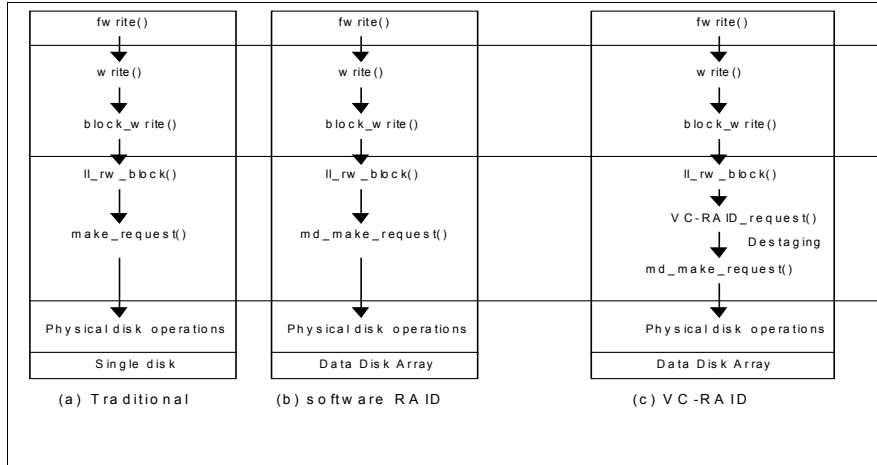 fwrite() fwrite() fwrite()
write() write() write()
block_write() block_write() block_write()
ll_rw_block() ll_rw_block() ll_rw_block()
VC-RAID_request()
make_request() md_make_request()
Destaging
md_make_request()
Physical disk operations Physical disk operations Physical disk operations
Single disk Data Disk Array Data Disk Array
(a) Traditional (b) software RAID (c) VC-RAID